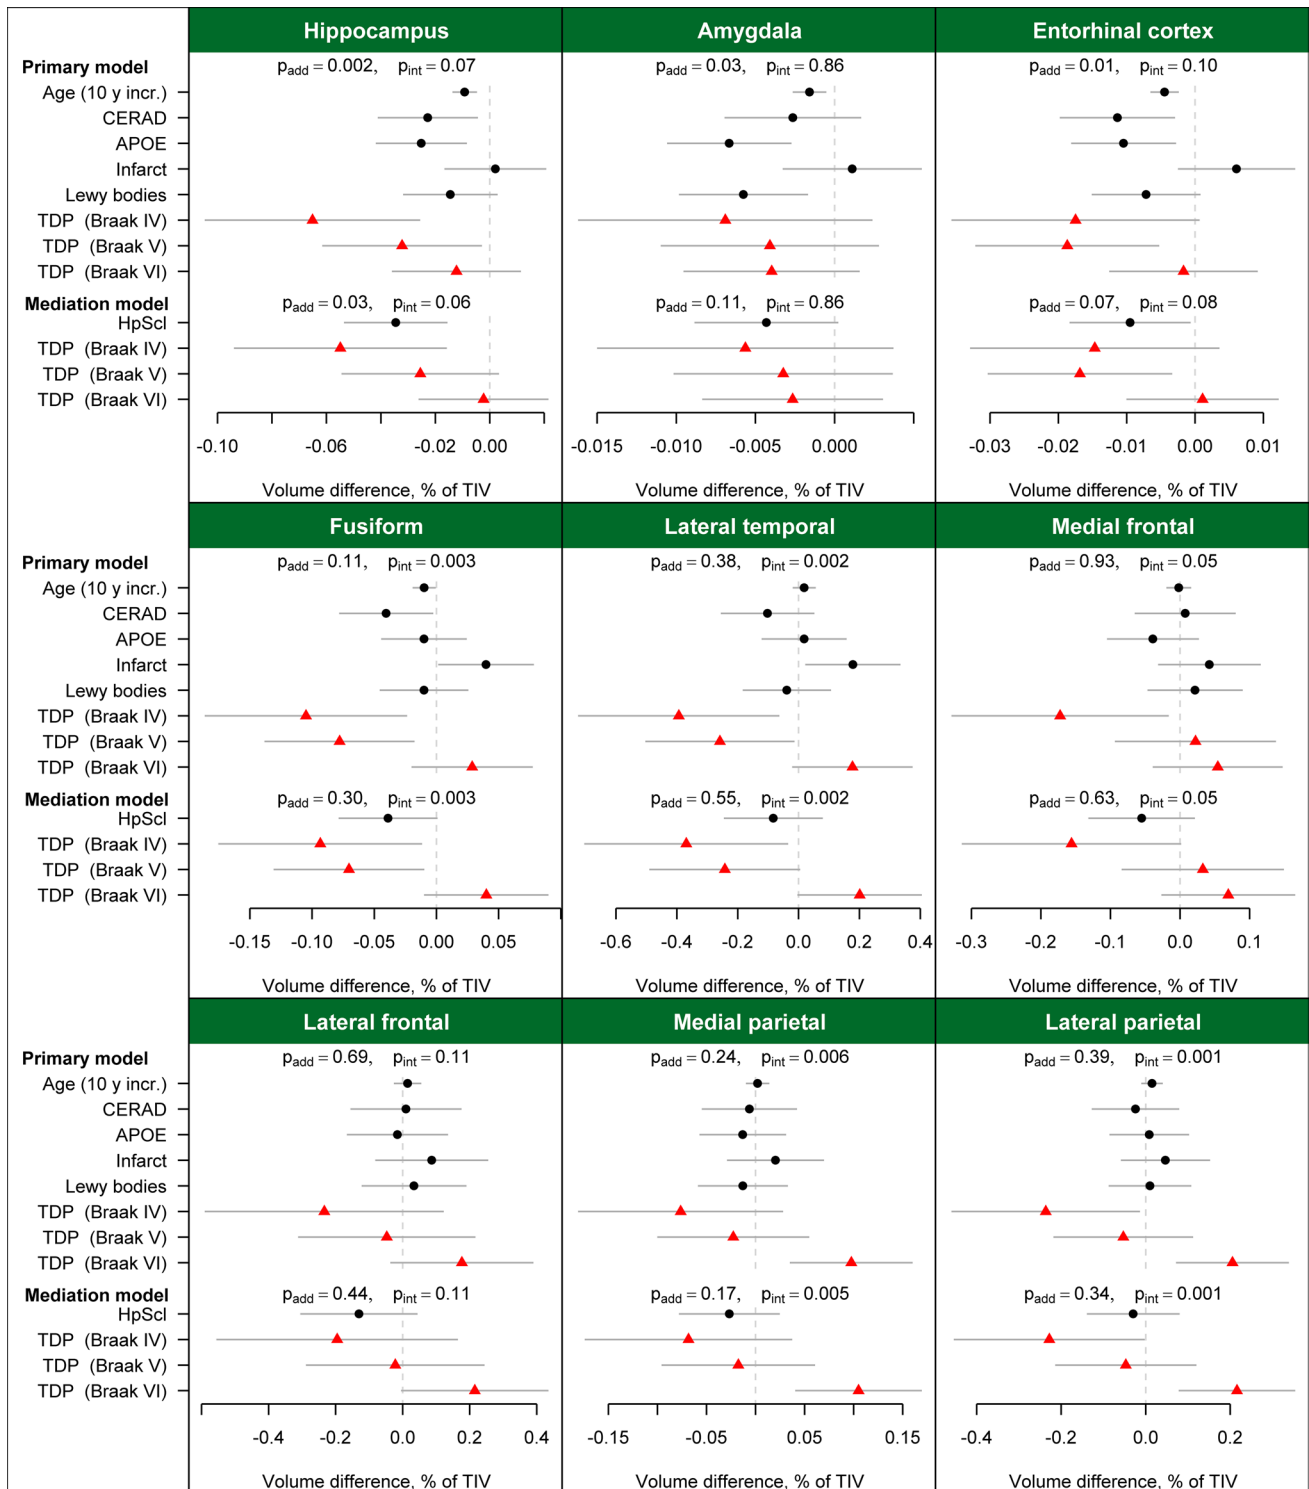 Hippocampus Amygdala Entorhinal cortex
Primary model p_add = 0.002, p_int = 0.07 p_add = 0.03, p_int = 0.86 p_add = 0.01, p_int = 0.10
Age (10 y incr.)
CERAD
APOE
Infarct
Lewy bodies
TDP (Braak IV)
TDP (Braak V)
TDP (Braak VI)
Mediation model p_add = 0.03, p_int = 0.06 p_add = 0.11, p_int = 0.86 p_add = 0.07, p_int = 0.08
HpScl
TDP (Braak IV)
TDP (Braak V)
TDP (Braak VI)
-0.10 -0.06 -0.02 0.00 -0.015 -0.010 -0.005 0.000 -0.03 -0.02 -0.01 0.00 0.01
Volume difference, % of TIV Volume difference, % of TIV Volume difference, % of TIV
Fusiform Lateral temporal Medial frontal
Primary model p_add = 0.11, p_int = 0.003 p_add = 0.38, p_int = 0.002 p_add = 0.93, p_int = 0.05
Age (10 y incr.)
CERAD
APOE
Infarct
Lewy bodies
TDP (Braak IV)
TDP (Braak V)
TDP (Braak VI)
Mediation model p_add = 0.30, p_int = 0.003 p_add = 0.55, p_int = 0.002 p_add = 0.63, p_int = 0.05
HpScl
TDP (Braak IV)
TDP (Braak V)
TDP (Braak VI)
-0.15 -0.10 -0.05 0.00 0.05 -0.6 -0.4 -0.2 0.0 0.2 0.4 -0.3 -0.2 -0.1 0.0 0.1
Volume difference, % of TIV Volume difference, % of TIV Volume difference, % of TIV
Lateral frontal Medial parietal Lateral parietal
Primary model p_add = 0.69, p_int = 0.11 p_add = 0.24, p_int = 0.006 p_add = 0.39, p_int = 0.001
Age (10 y incr.)
CERAD
APOE
Infarct
Lewy bodies
TDP (Braak IV)
TDP (Braak V)
TDP (Braak VI)
Mediation model p_add = 0.44, p_int = 0.11 p_add = 0.17, p_int = 0.005 p_add = 0.34, p_int = 0.001
HpScl
TDP (Braak IV)
TDP (Braak V)
TDP (Braak VI)
-0.4 -0.2 0.0 0.2 0.4 -0.15 -0.05 0.05 0.15 -0.4 -0.2 0.0 0.2
Volume difference, % of TIV Volume difference, % of TIV Volume difference, % of TIV